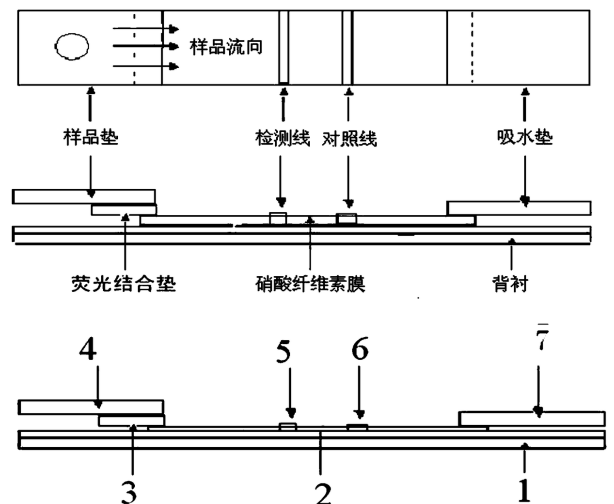 样品流向
样品垫 检测线 对照线 吸水垫
荧光结合垫 硝酸纤维素膜 背衬
4 5 6 7
3 2 1